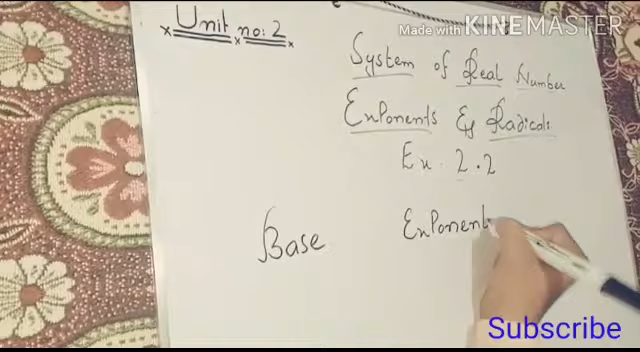 Made with KINEMASTER
Unit no: 2
System of Real Number
Exponents & Radicals
Ex. 2.2
Base Exponent
Subscribe